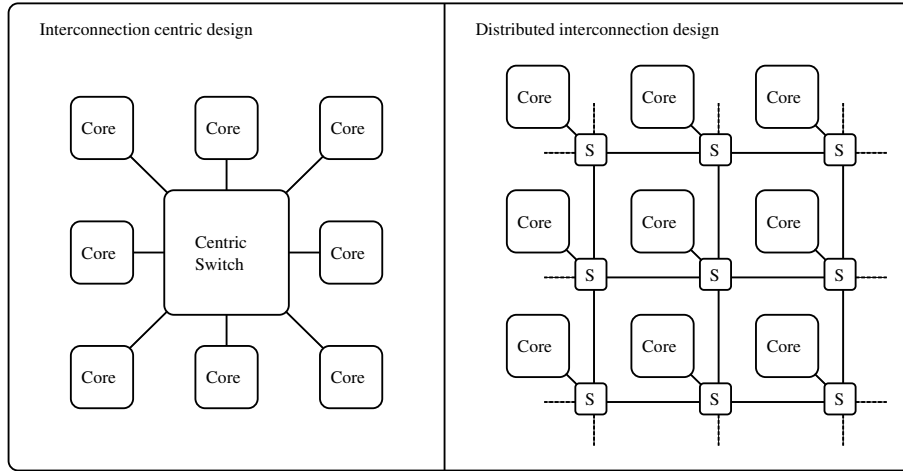 Interconnection centric design
Core Core Core
Core Centric Switch Core
Core Core Core
Distributed interconnection design
Core Core Core
S S S
Core Core Core
S S S
Core Core Core
S S S